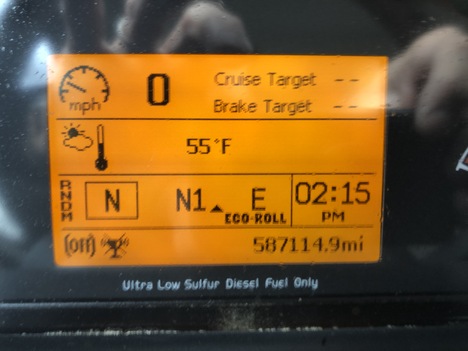 0 Cruise Target --
mph Brake Target --
55°F
R
N
D
M
N N1 E 02:15
ECO-ROLL PM
(Off) 587114.9mi
Ultra Low Sulfur Diesel Fuel Only